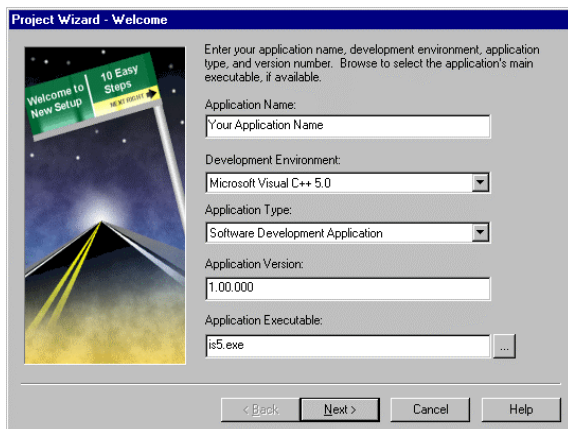 Project Wizard - Welcome
Welcome to
New Setup
10 Easy
Steps
NEXT RIGHT
Enter your application name, development environment, application
type, and version number. Browse to select the application's main
executable, if available.
Application Name:
Your Application Name
Development Environment:
Microsoft Visual C++ 5.0
Application Type:
Software Development Application
Application Version:
1.00.000
Application Executable:
is5.exe
...
< Back
Next >
Cancel
Help